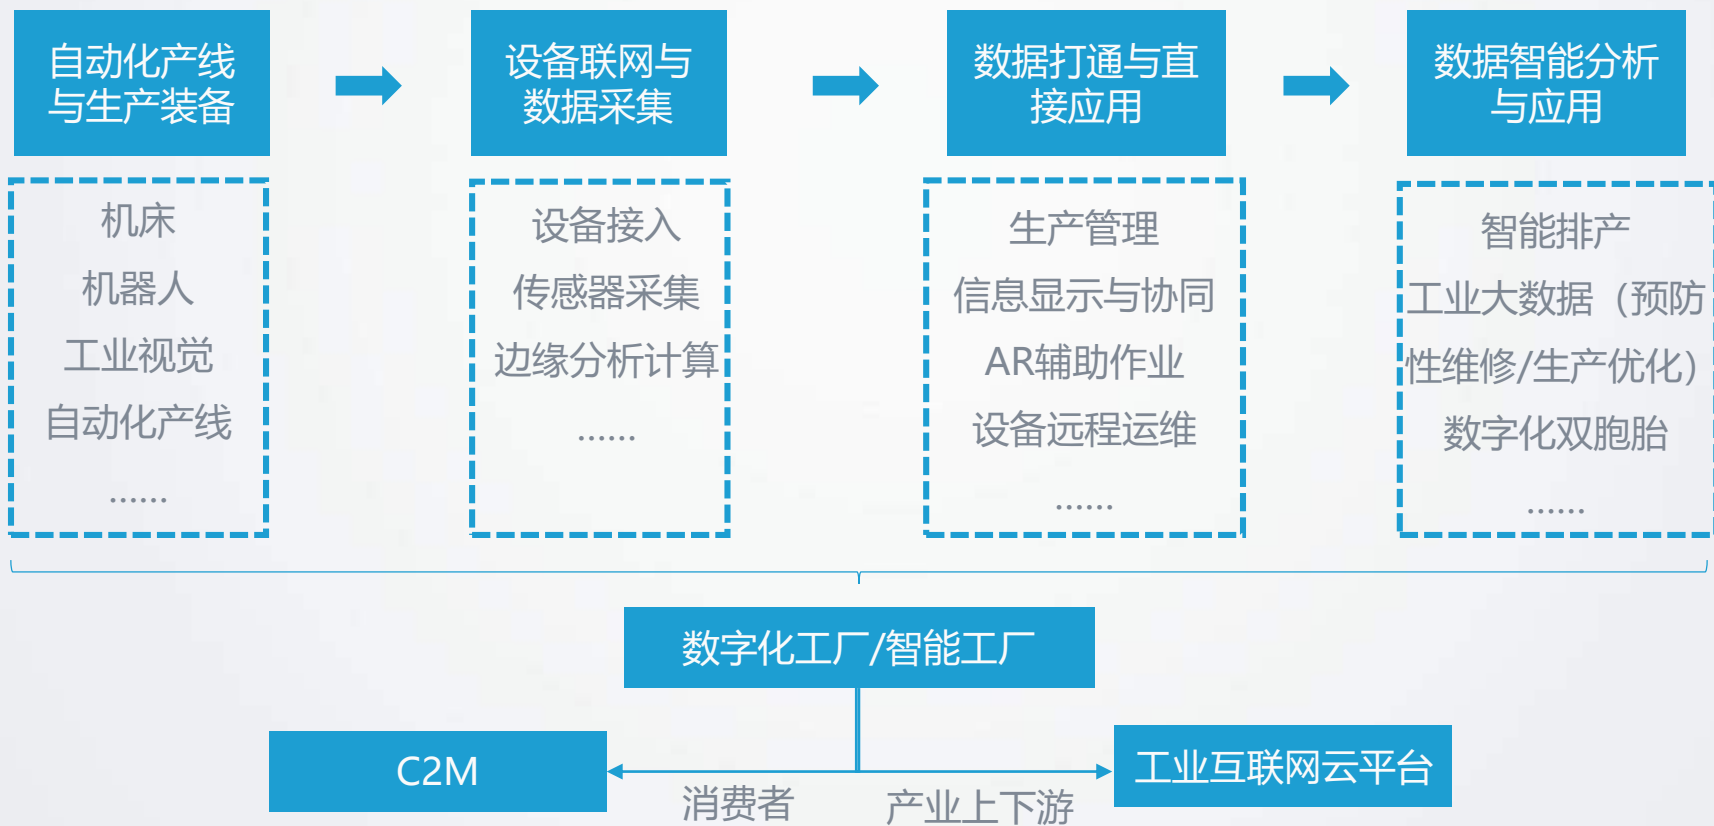 自动化产线
与生产装备
设备联网与
数据采集
数据打通与直
接应用
数据智能分析
与应用
机床
机器人
工业视觉
自动化产线
......
设备接入
传感器采集
边缘分析计算
......
生产管理
信息显示与协同
AR辅助作业
设备远程运维
......
智能排产
工业大数据（预防
性维修/生产优化）
数字化双胞胎
......
数字化工厂/智能工厂
C2M
工业互联网云平台
消费者
产业上下游